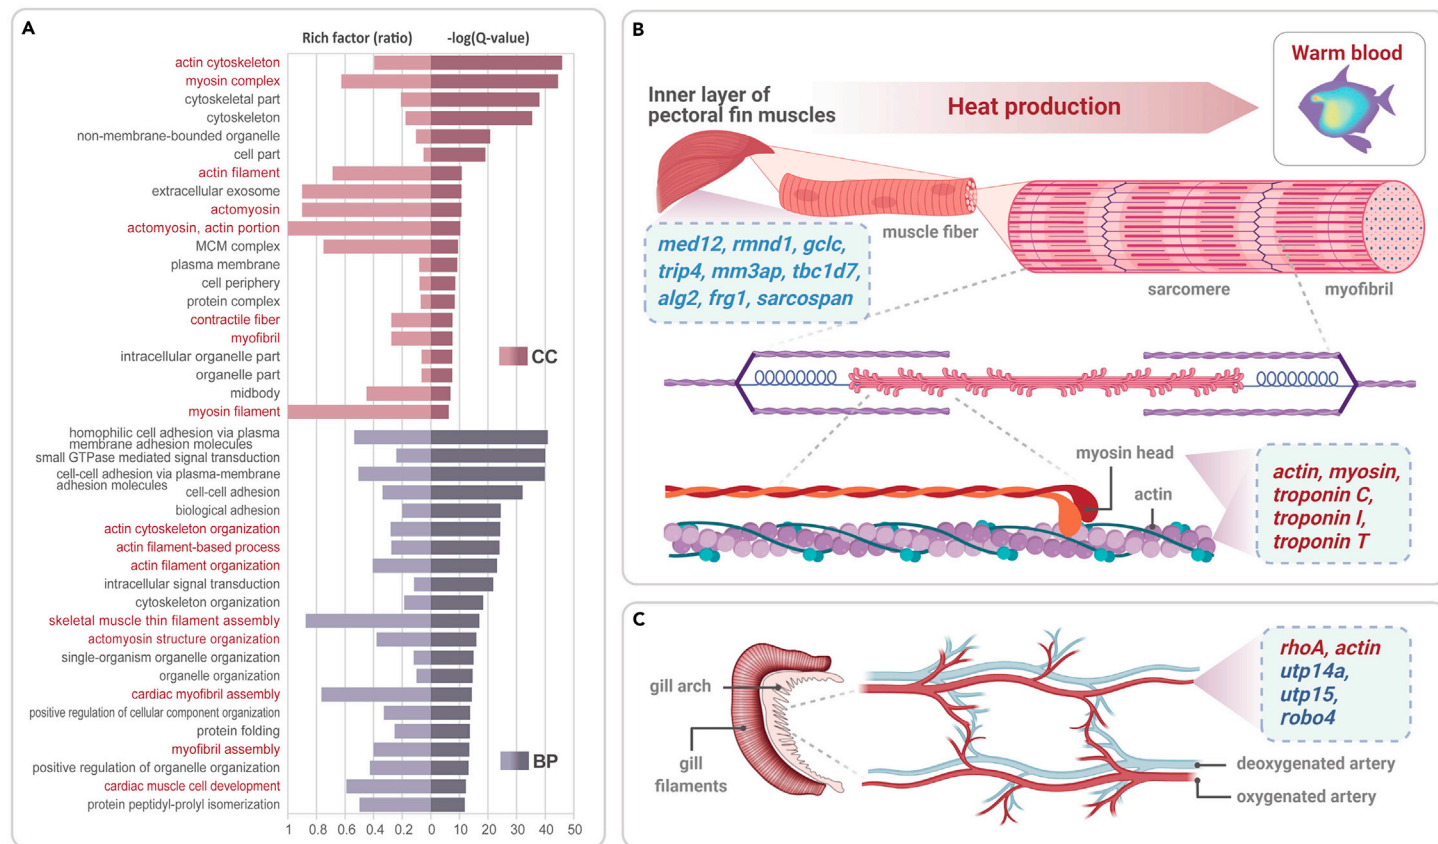 A
Rich factor (ratio)
-log(Q-value)
actin cytoskeleton
myosin complex
cytoskeletal part
cytoskeleton
non-membrane-bounded organelle
cell part
actin filament
extracellular exosome
actomyosin
actomyosin, actin portion
MCM complex
plasma membrane
cell periphery
protein complex
contractile fiber
myofibril
intracellular organelle part
organelle part
midbody
myosin filament
CC
homophilic cell adhesion via plasma
membrane adhesion molecules
small GTPase mediated signal transduction
cell-cell adhesion via plasma-membrane
adhesion molecules
cell-cell adhesion
biological adhesion
actin cytoskeleton organization
actin filament-based process
actin filament organization
intracellular signal transduction
cytoskeleton organization
skeletal muscle thin filament assembly
actomyosin structure organization
single-organism organelle organization
organelle organization
cardiac myofibril assembly
positive regulation of cellular component organization
protein folding
myofibril assembly
positive regulation of organelle organization
cardiac muscle cell development
protein peptidyl-prolyl isomerization
BP
1 0.8 0.6 0.4 0.2 0 10 20 30 40 50
B
Inner layer of
pectoral fin muscles
Heat production
Warm blood
med12, rmnd1, gclc,
trip4, mm3ap, tbc1d7,
alg2, frg1, sarcospan
muscle fiber
sarcomere
myofibril
myosin head
actin
actin, myosin,
troponin C,
troponin I,
troponin T
C
gill arch
gill
filaments
rhoA, actin
utp14a,
utp15,
robo4
deoxygenated artery
oxygenated artery